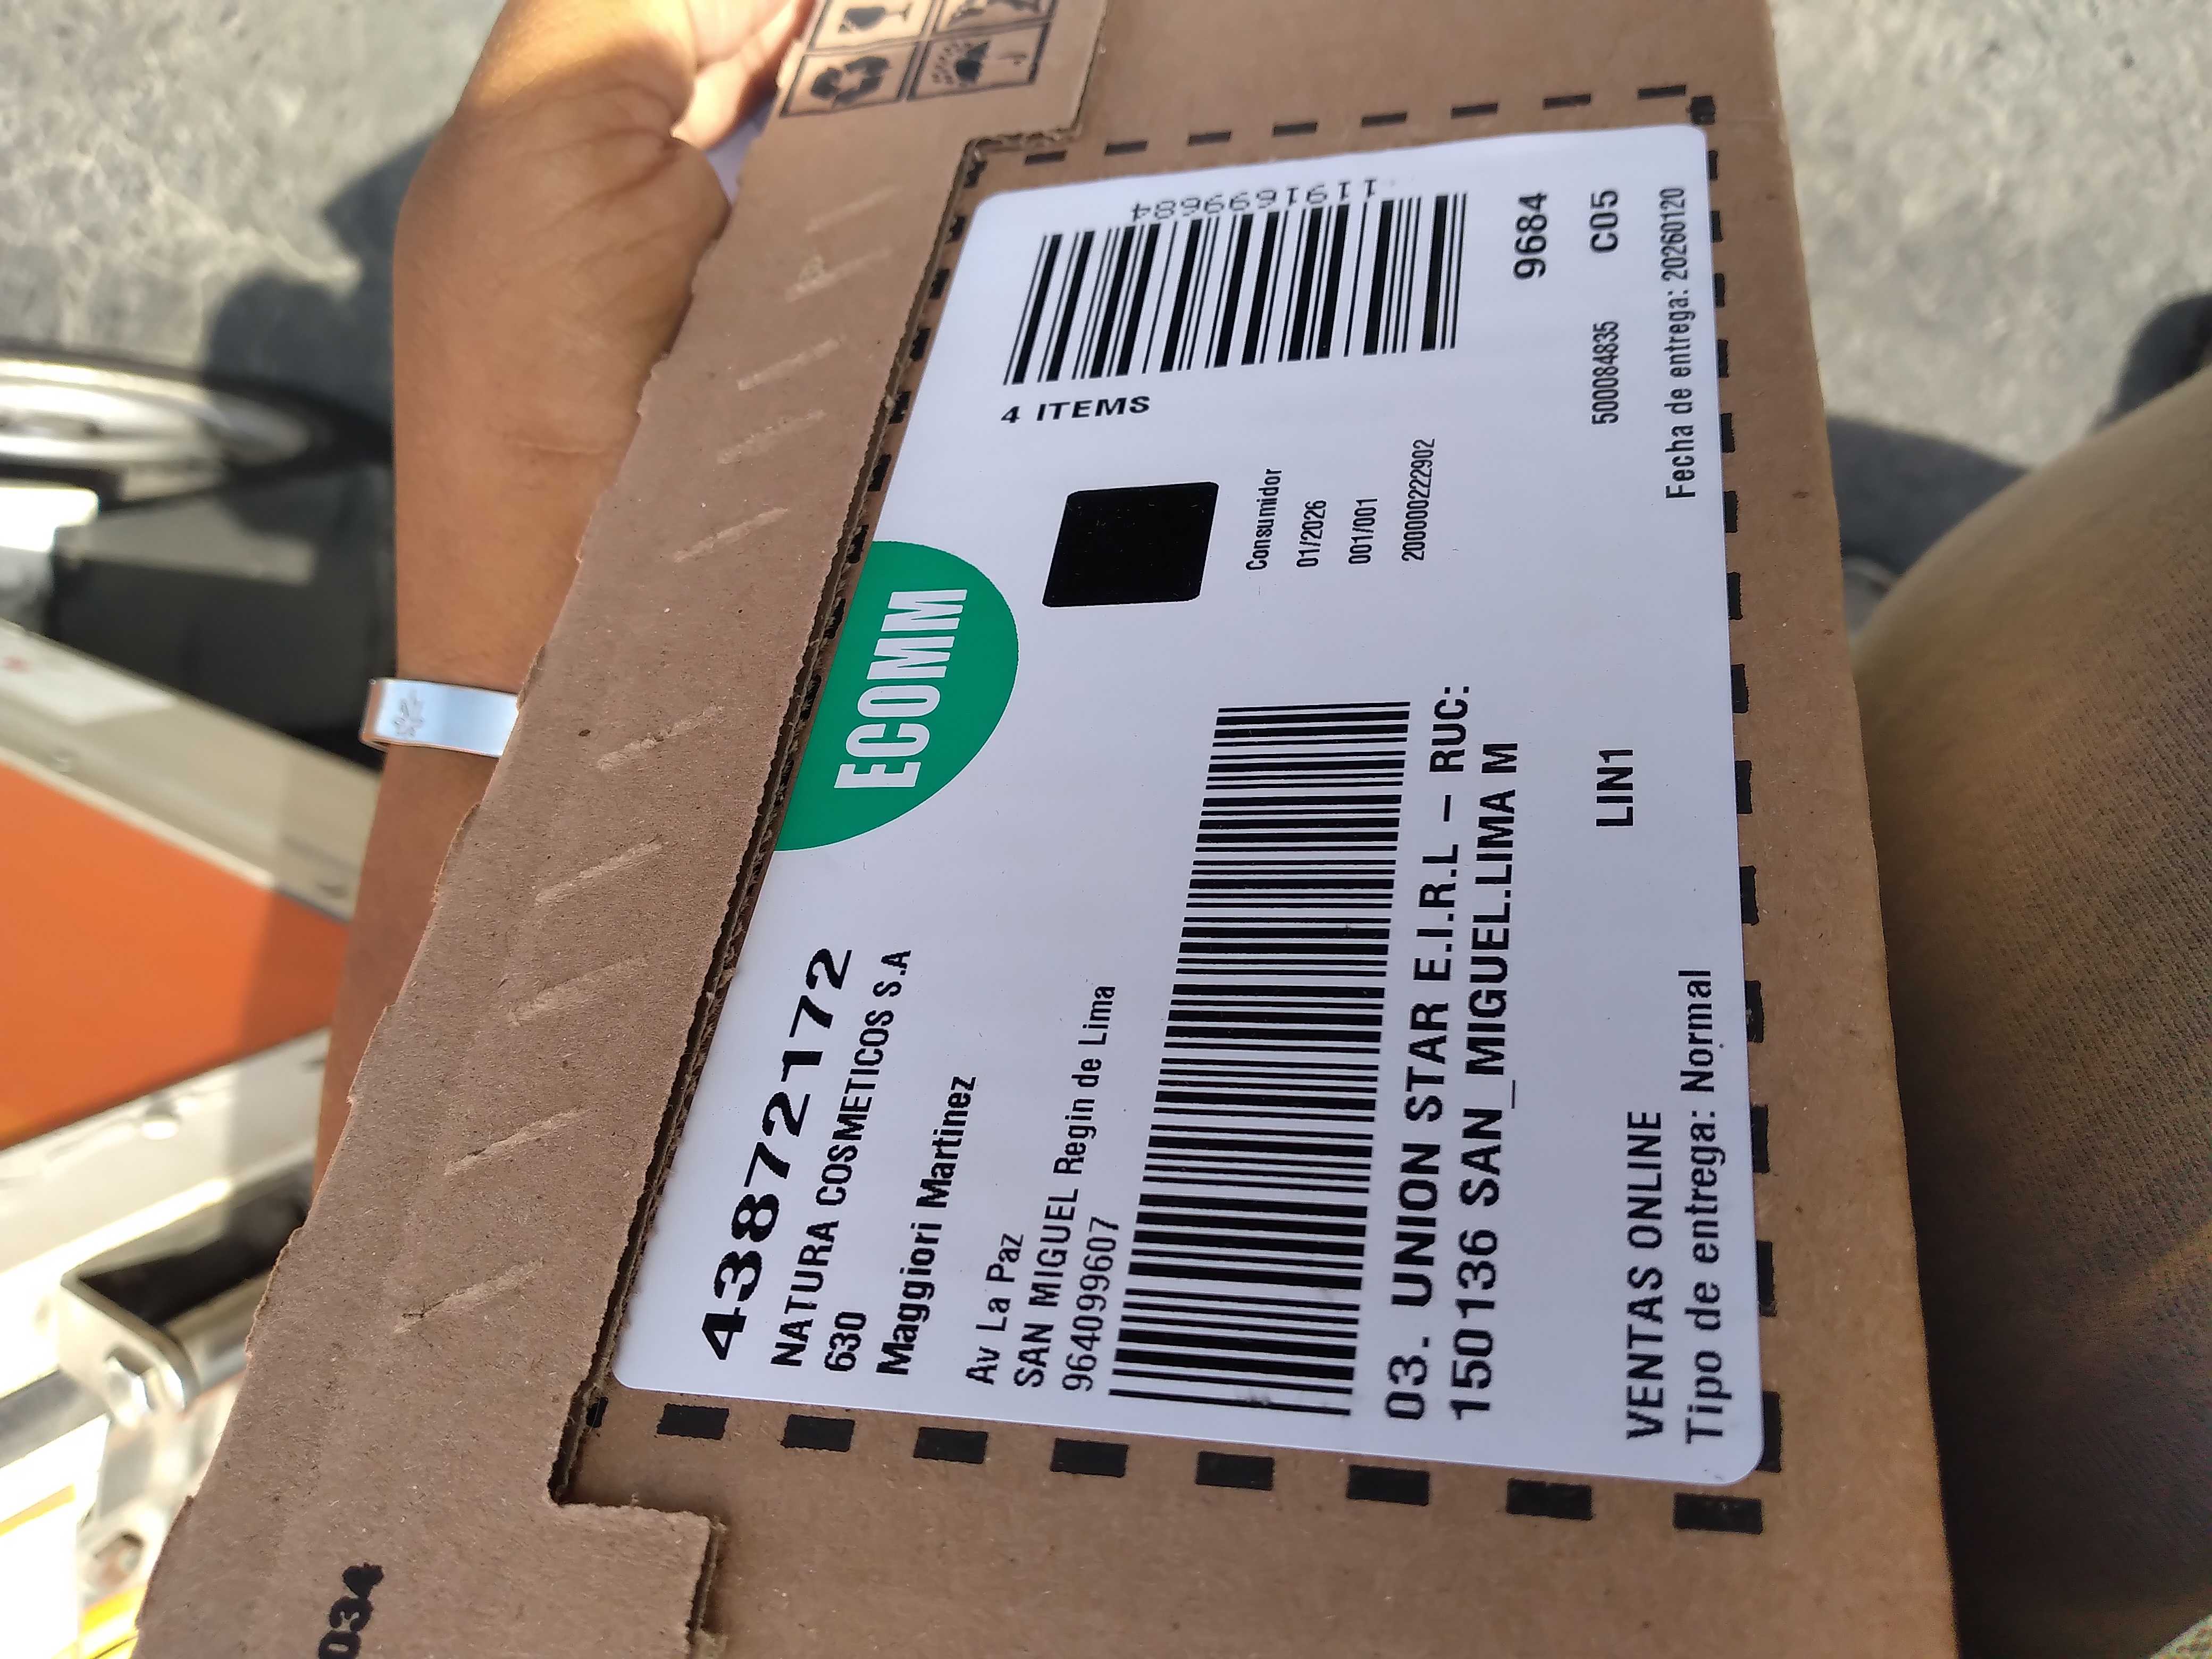 43872172
NATURA COSMETICOS S.A
630
Maggiori Martinez
Av La Paz
SAN MIGUEL Regin de Lima
964099607
ECOMM
4 ITEMS
1191699684
Consumidor
01/2026
001/001
2000000222902
9684
03. UNION STAR E.I.R.L – RUC:
150136 SAN_MIGUEL.LIMA M
LIN1
500084835 C05
VENTAS ONLINE
Tipo de entrega: Normal
Fecha de entrega: 20260120
034